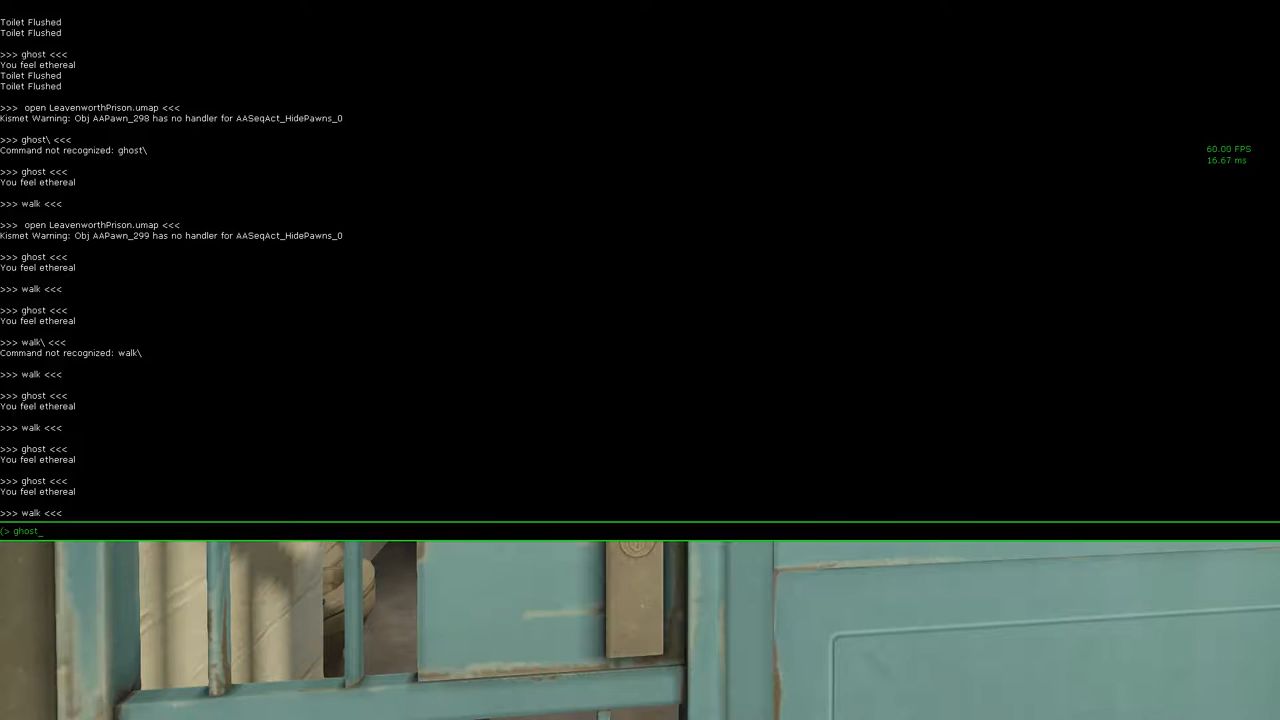 Toilet Flushed
Toilet Flushed
>>> ghost <<<
You feel ethereal
Toilet Flushed
Toilet Flushed
>>>  open LeavenworthPrison.umap <<<
Kismet Warning: Obj AAPawn_298 has no handler for AASeqAct_HidePawns_0
>>> ghost\ <<<
Command not recognized: ghost\
60.00 FPS
16.67 ms
>>> ghost <<<
You feel ethereal
>>> walk <<<
>>>  open LeavenworthPrison.umap <<<
Kismet Warning: Obj AAPawn_299 has no handler for AASeqAct_HidePawns_0
>>> ghost <<<
You feel ethereal
>>> walk <<<
>>> ghost <<<
You feel ethereal
>>> walk\ <<<
Command not recognized: walk\
>>> walk <<<
>>> ghost <<<
You feel ethereal
>>> walk <<<
>>> ghost <<<
You feel ethereal
>>> ghost <<<
You feel ethereal
>>> walk <<<
(> ghost_